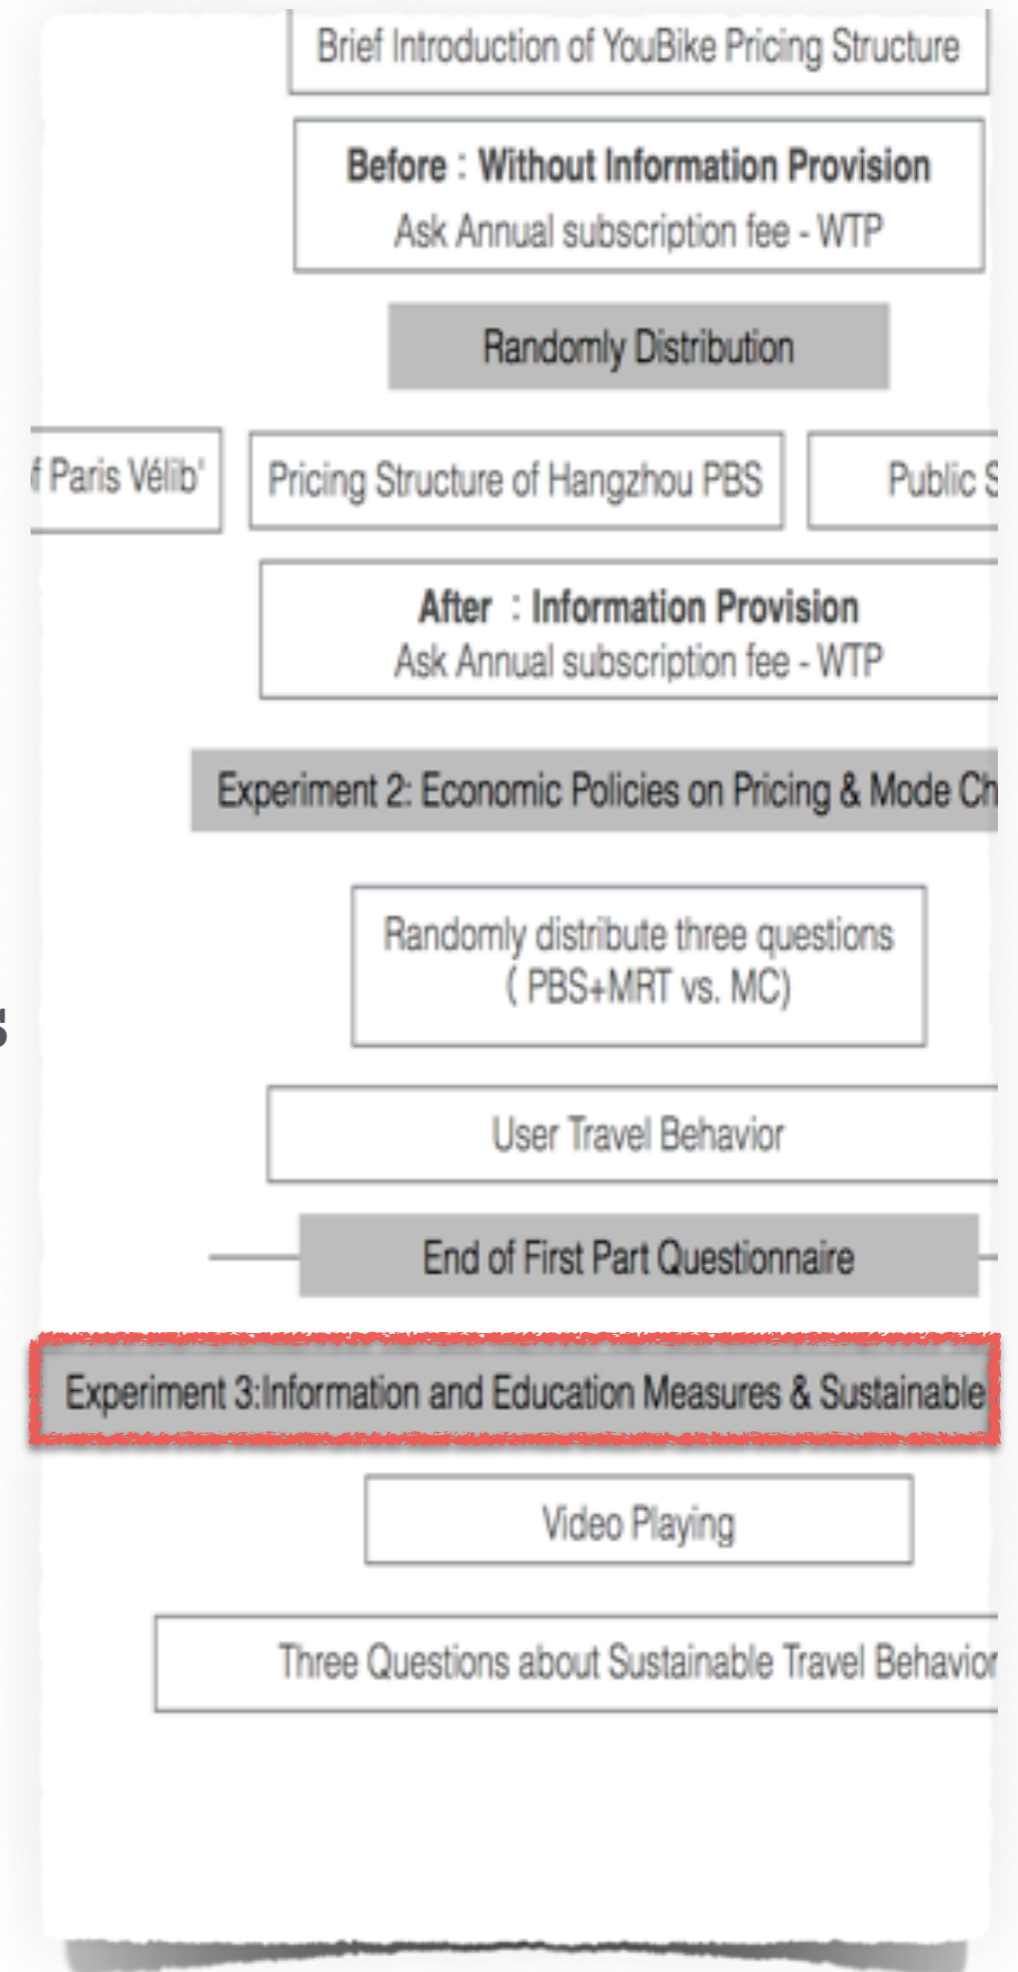 Brief Introduction of YouBike Pricing Structure
Before : Without Information Provision
Ask Annual subscription fee - WTP
Randomly Distribution
f Paris Vélib' Pricing Structure of Hangzhou PBS Public S
After : Information Provision
Ask Annual subscription fee - WTP
Experiment 2: Economic Policies on Pricing & Mode Ch
Randomly distribute three questions
( PBS+MRT vs. MC)
s
User Travel Behavior
End of First Part Questionnaire
Experiment 3:Information and Education Measures & Sustainable
Video Playing
Three Questions about Sustainable Travel Behavior